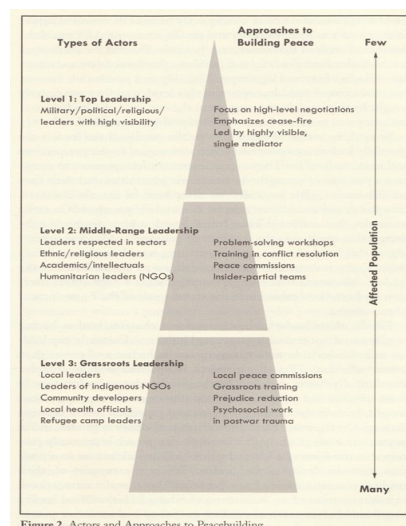 Types of Actors
Approaches to
Building Peace
Few
Level 1: Top Leadership
Military/political/religious/
leaders with high visibility
Focus on high-level negotiations
Emphasizes cease-fire
Led by highly visible,
single mediator
Level 2: Middle-Range Leadership
Leaders respected in sectors
Ethnic/religious leaders
Academics/intellectuals
Humanitarian leaders (NGOs)
Problem-solving workshops
Training in conflict resolution
Peace commissions
Insider-partial teams
Affected Population
Level 3: Grassroots Leadership
Local leaders
Leaders of indigenous NGOs
Community developers
Local health officials
Refugee camp leaders
Local peace commissions
Grassroots training
Prejudice reduction
Psychosocial work
in postwar trauma
Many
Figure 2. Actors and Approaches to Peacebuilding